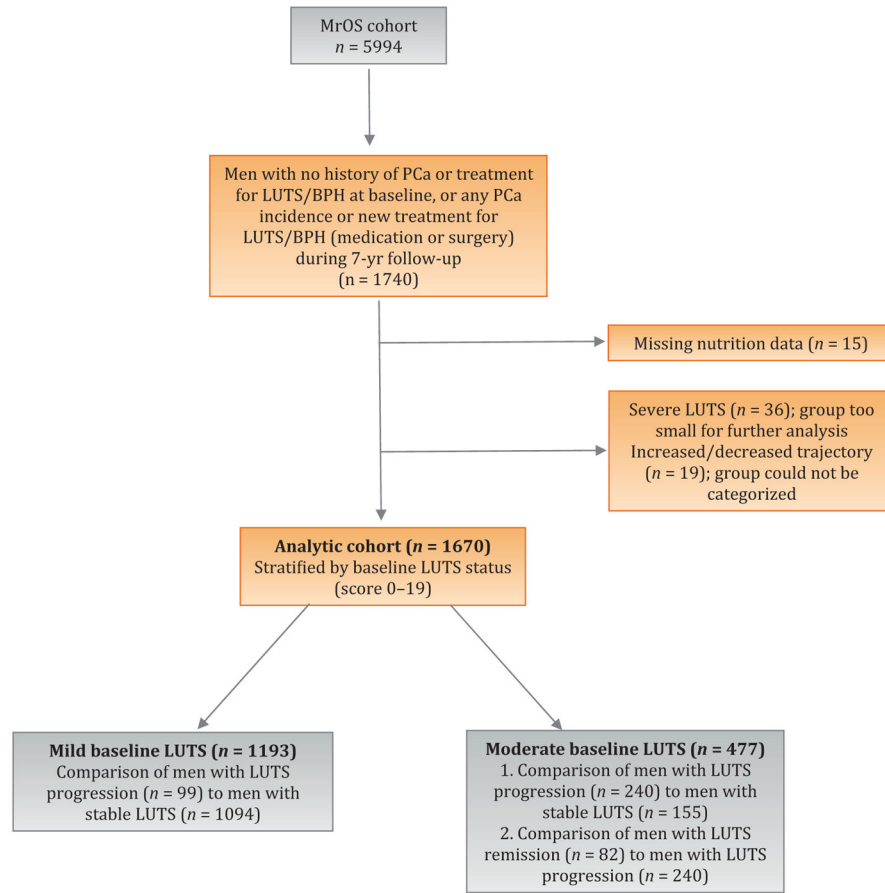 MrOS cohort
n = 5994
Men with no history of PCa or treatment
for LUTS/BPH at baseline, or any PCa
incidence or new treatment for
LUTS/BPH (medication or surgery)
during 7-yr follow-up
(n = 1740)
Missing nutrition data (n = 15)
Severe LUTS (n = 36); group too
small for further analysis
Increased/decreased trajectory
(n = 19); group could not be
categorized
Analytic cohort (n = 1670)
Stratified by baseline LUTS status
(score 0–19)
Mild baseline LUTS (n = 1193)
Comparison of men with LUTS
progression (n = 99) to men with
stable LUTS (n = 1094)
Moderate baseline LUTS (n = 477)
1. Comparison of men with LUTS
progression (n = 240) to men with
stable LUTS (n = 155)
2. Comparison of men with LUTS
remission (n = 82) to men with LUTS
progression (n = 240)